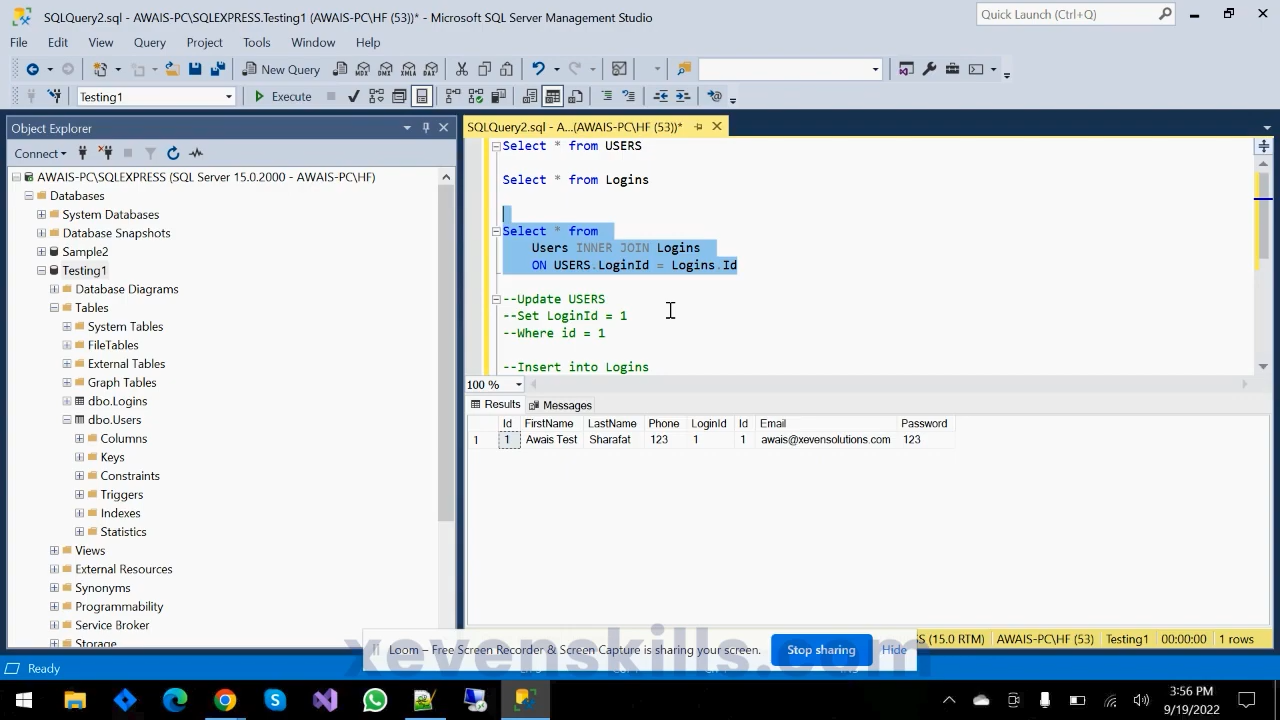 SQLQuery2.sql - AWAIS-PC\SQLEXPRESS.Testing1 (AWAIS-PC\HF (53))* - Microsoft SQL Server Management Studio
Quick Launch (Ctrl+Q)
File Edit View Query Project Tools Window Help
New Query MDX DMX XMLA DAX
Testing1 Execute
Object Explorer
SQLQuery2.sql - A...(AWAIS-PC\HF (53))*
Connect
AWAIS-PC\SQLEXPRESS (SQL Server 15.0.2000 - AWAIS-PC\HF)
Databases
System Databases
Database Snapshots
Sample2
Testing1
Database Diagrams
Tables
System Tables
FileTables
External Tables
Graph Tables
dbo.Logins
dbo.Users
Columns
Keys
Constraints
Triggers
Indexes
Statistics
Views
External Resources
Synonyms
Programmability
Service Broker
Storage
Select * from USERS
Select * from Logins
Select * from
Users INNER JOIN Logins
ON USERS.LoginId = Logins.Id
--Update USERS
--Set LoginId = 1
--Where id = 1
--Insert into Logins
100 %
Results Messages
Id FirstName LastName Phone LoginId Id Email Password
1 1 Awais Test Sharafat 123 1 1 awais@xevensolutions.com 123
S (15.0 RTM) AWAIS-PC\HF (53) Testing1 00:00:00 1 rows
xevenskills.com
Loom – Free Screen Recorder & Screen Capture is sharing your screen. Stop sharing Hide
Ready
3:56 PM
9/19/2022